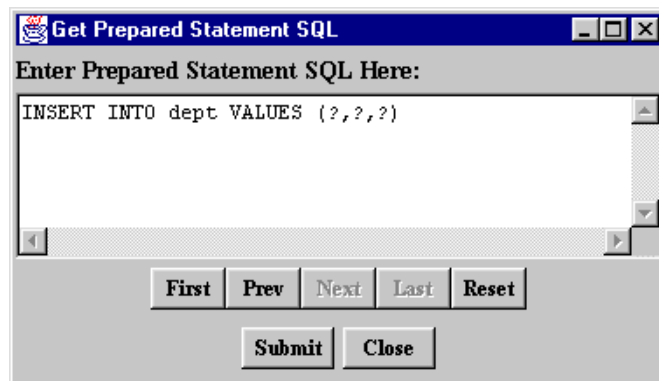 Get Prepared Statement SQL
Enter Prepared Statement SQL Here:
INSERT INTO dept VALUES (?,?,?)
First Prev Next Last Reset
Submit Close